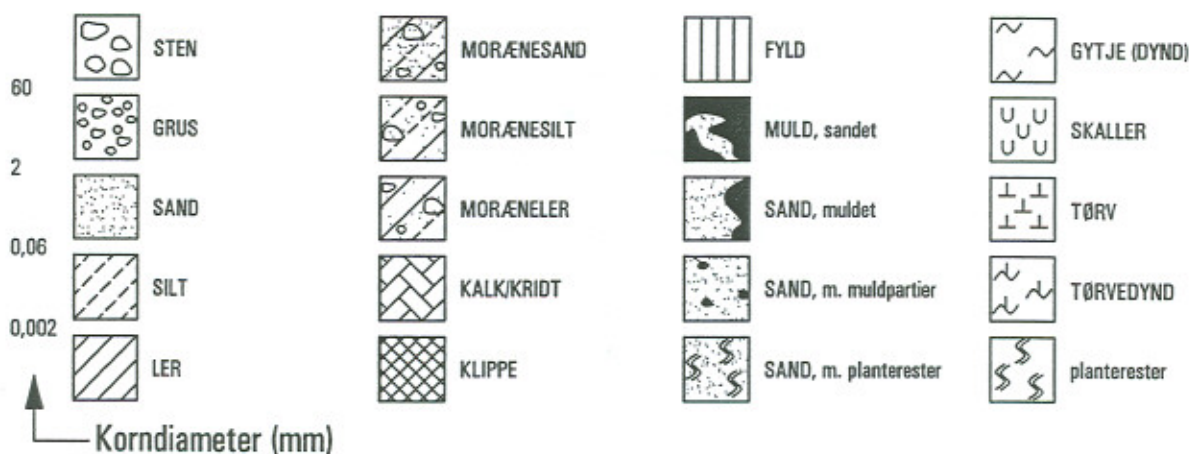 STEN
60
GRUS
2
SAND
0,06
SILT
0,002
LER
Korndiameter (mm)
MORÆNESAND
MORÆNESILT
MORÆNELER
KALK/KRIDT
KLIPPE
FYLD
MULD, sandet
SAND, muldet
SAND, m. muldpartier
SAND, m. planterester
GYTJE (DYND)
SKALLER
TØRV
TØRVEDYND
planterester